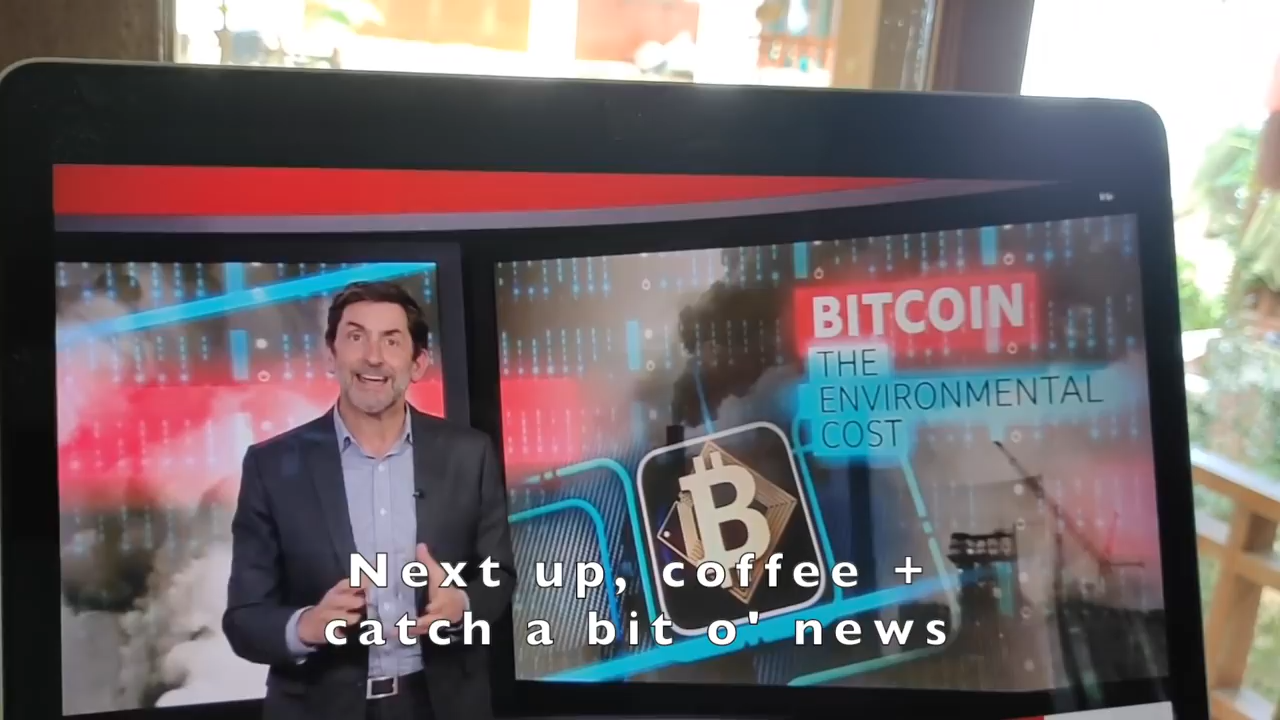 BITCOIN
THE
ENVIRONMENTAL
COST
Next up, coffee +
catch a bit o' news